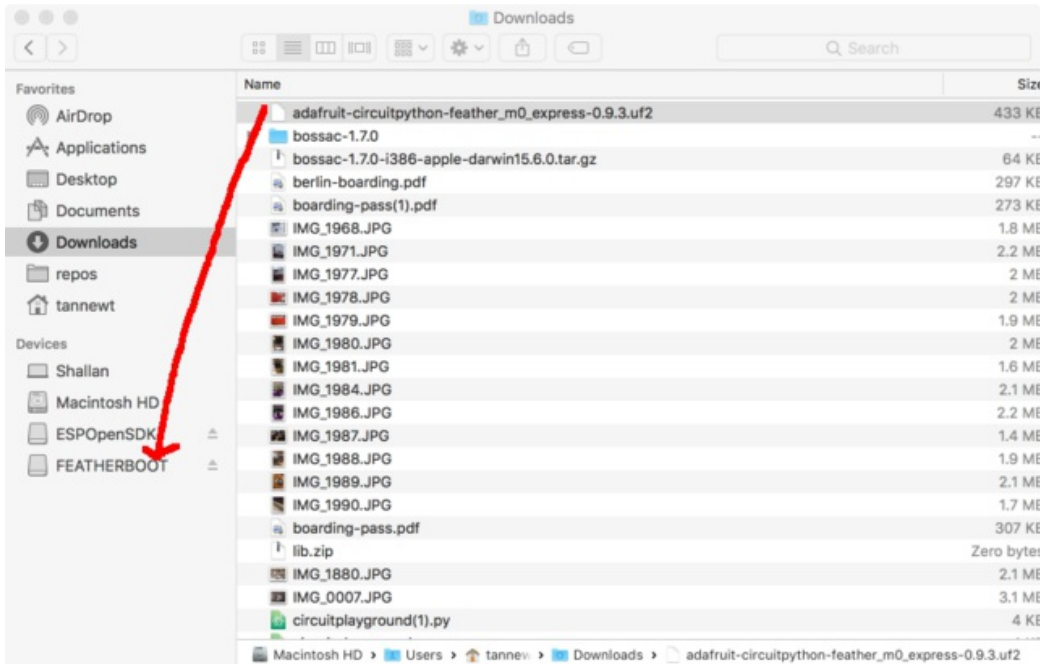 Downloads
Search
Favorites
AirDrop
Applications
Desktop
Documents
Downloads
repos
tannewt
Devices
Shallan
Macintosh HD
ESPOpenSDK
FEATHERBOOT
Name Size
adafruit-circuitpython-feather_m0_express-0.9.3.uf2 433 KB
bossac-1.7.0 --
bossac-1.7.0-i386-apple-darwin15.6.0.tar.gz 64 KB
berlin-boarding.pdf 297 KB
boarding-pass(1).pdf 273 KB
IMG_1968.JPG 1.8 MB
IMG_1971.JPG 2.2 MB
IMG_1977.JPG 2 MB
IMG_1978.JPG 2 MB
IMG_1979.JPG 1.9 MB
IMG_1980.JPG 2 MB
IMG_1981.JPG 1.6 MB
IMG_1984.JPG 2.1 MB
IMG_1986.JPG 2.2 MB
IMG_1987.JPG 1.4 MB
IMG_1988.JPG 1.9 MB
IMG_1989.JPG 2.1 MB
IMG_1990.JPG 1.7 MB
boarding-pass.pdf 307 KB
lib.zip Zero bytes
IMG_1880.JPG 2.1 MB
IMG_0007.JPG 3.1 MB
circuitplayground(1).py 4 KB
Macintosh HD › Users › tannew › Downloads › adafruit-circuitpython-feather_m0_express-0.9.3.uf2